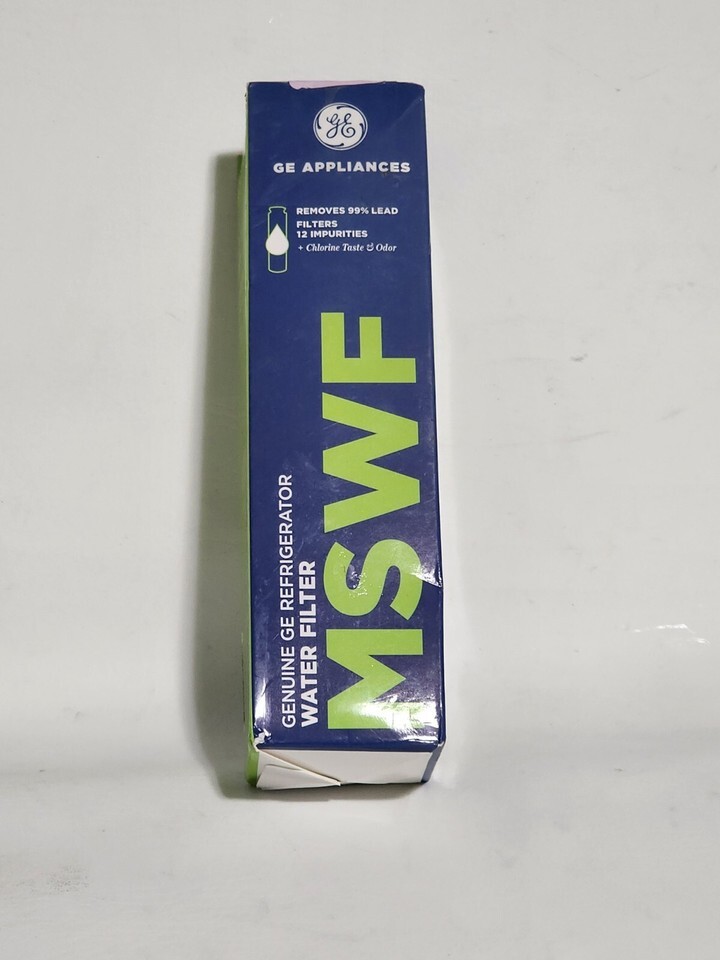 GE
GE APPLIANCES
REMOVES 99% LEAD
FILTERS
12 IMPURITIES
+ Chlorine Taste & Odor
GENUINE GE REFRIGERATOR
WATER FILTER
MSWF